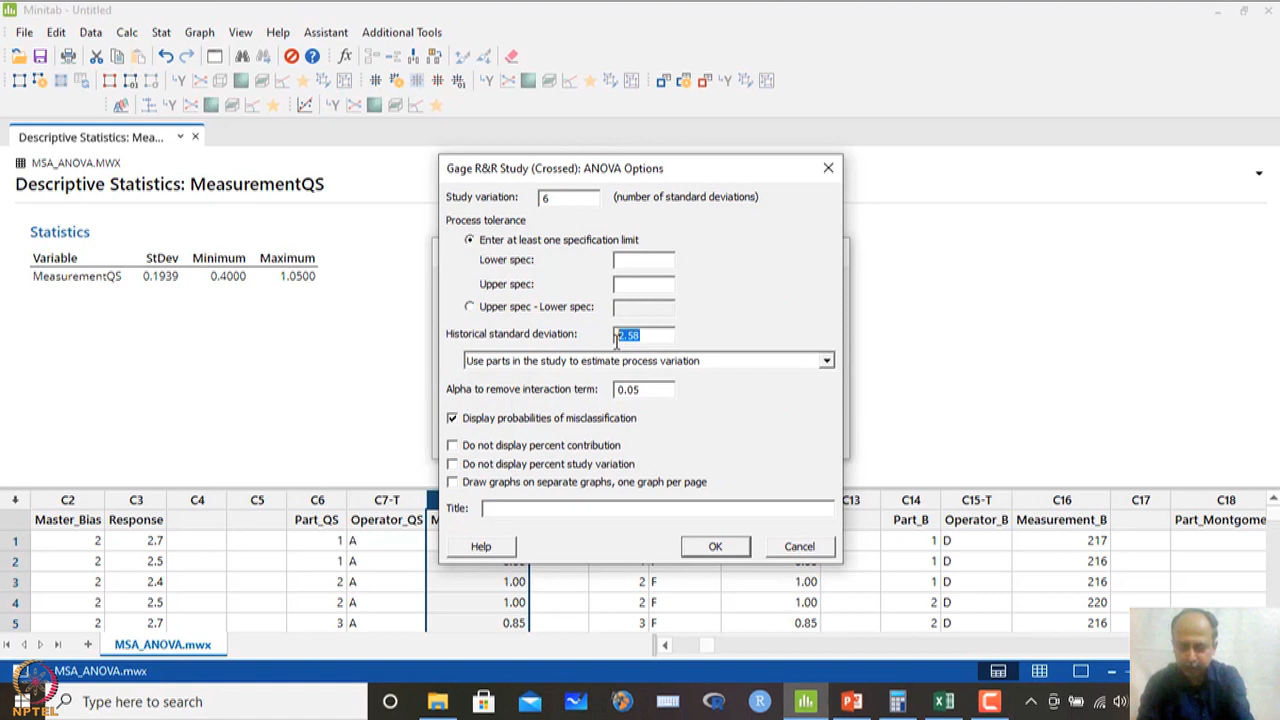 Minitab - Untitled
File Edit Data Calc Stat Graph View Help Assistant Additional Tools
Descriptive Statistics: Mea...
MSA_ANOVA.MWX
Descriptive Statistics: MeasurementQS
Statistics
Variable StDev Minimum Maximum
MeasurementQS 0.1939 0.4000 1.0500
Gage R&R Study (Crossed): ANOVA Options
Study variation: 6 (number of standard deviations)
Process tolerance
Enter at least one specification limit
Lower spec:
Upper spec:
Upper spec - Lower spec:
Historical standard deviation: 2.58
Use parts in the study to estimate process variation
Alpha to remove interaction term: 0.05
Display probabilities of misclassification
Do not display percent contribution
Do not display percent study variation
Draw graphs on separate graphs, one graph per page
Title:
Help OK Cancel
C2 C3 C4 C5 C6 C7-T C13 C14 C15-T C16 C17 C18
Master_Bias Response Part_QS Operator_QS M Part_B Operator_B Measurement_B Part_Montgome
1 2 2.7 1 A 1 D 217
2 2 2.5 1 A 1 D 216
3 2 2.4 2 A 1.00 2 F 1.00 1 D 216
4 2 2.5 2 A 1.00 2 F 1.00 2 D 220
5 2 2.7 3 A 0.85 3 F 0.85 2 D 216
MSA_ANOVA.mwx
MSA_ANOVA.mwx
Type here to search
NPTEL